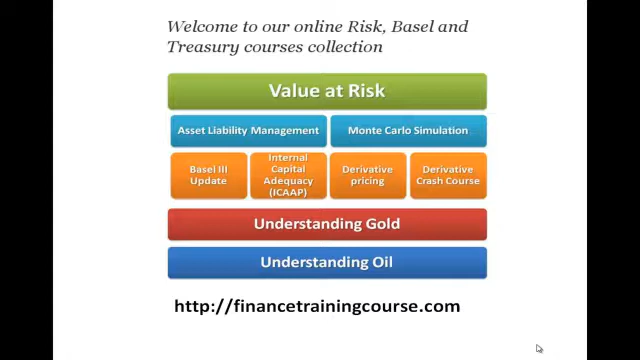 Welcome to our online Risk, Basel and
Treasury courses collection
Value at Risk
Asset Liability Management
Monte Carlo Simulation
Basel III
Update
Internal
Capital
Adequacy
(ICAAP)
Derivative
pricing
Derivative
Crash Course
Understanding Gold
Understanding Oil
http://financetrainingcourse.com